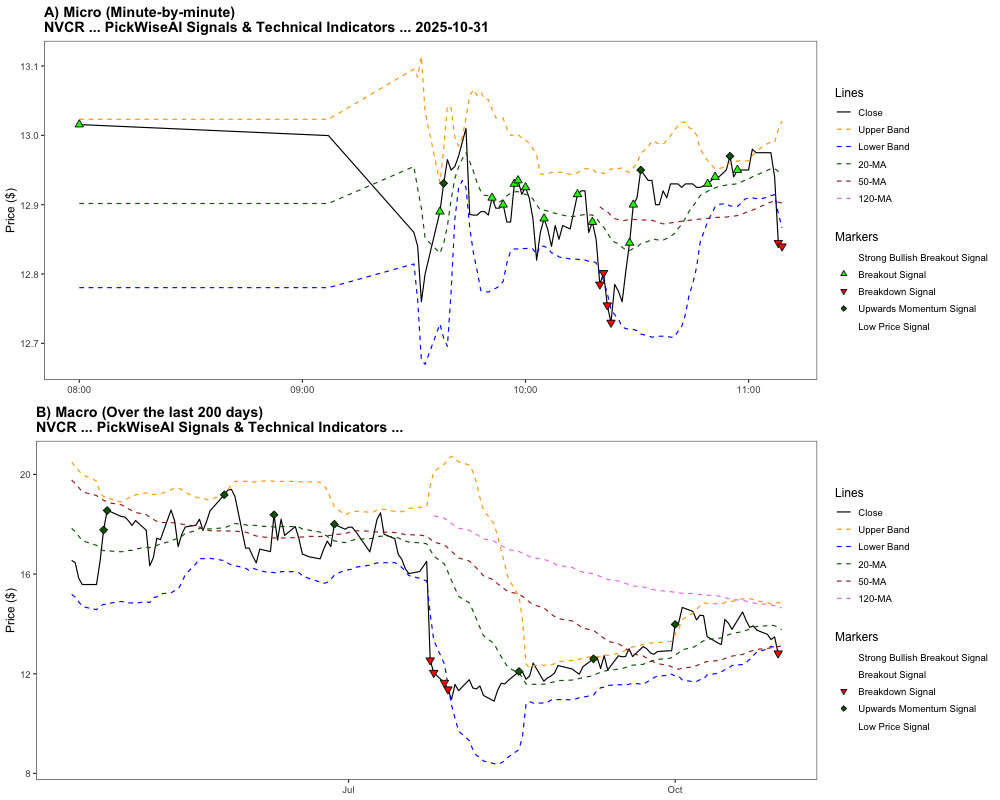 A) Micro (Minute-by-minute)
NVCR ... PickWiseAI Signals & Technical Indicators ... 2025-10-31
Price ($)
13.1
13.0
12.9
12.8
12.7
08:00
09:00
10:00
11:00
Lines
Close
Upper Band
Lower Band
20-MA
50-MA
120-MA
Markers
Strong Bullish Breakout Signal
Breakout Signal
Breakdown Signal
Upwards Momentum Signal
Low Price Signal
B) Macro (Over the last 200 days)
NVCR ... PickWiseAI Signals & Technical Indicators ...
Price ($)
20
16
12
8
Jul
Oct
Lines
Close
Upper Band
Lower Band
20-MA
50-MA
120-MA
Markers
Strong Bullish Breakout Signal
Breakout Signal
Breakdown Signal
Upwards Momentum Signal
Low Price Signal